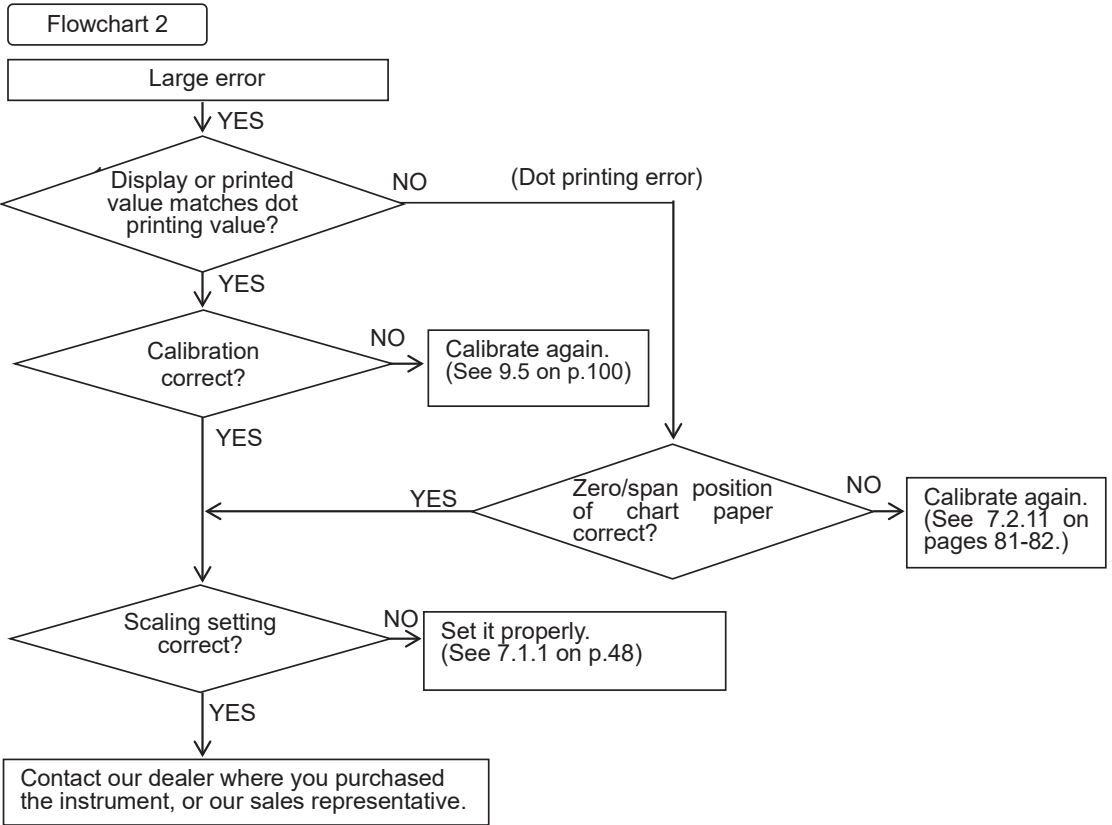 Flowchart 2
Large error
YES
Display or printed
value matches dot
printing value?
NO
(Dot printing error)
YES
Calibration
correct?
NO
Calibrate again.
(See 9.5 on p.100)
YES
Zero/span position
of chart paper
correct?
YES
NO
Calibrate again.
(See 7.2.11 on
pages 81-82.)
Scaling setting
correct?
NO
Set it properly.
(See 7.1.1 on p.48)
YES
Contact our dealer where you purchased
the instrument, or our sales representative.